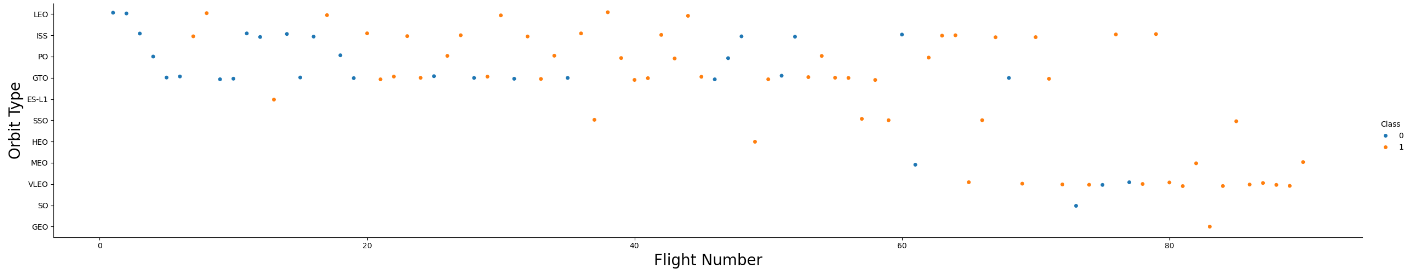 LEO
ISS
PO
GTO
ES-L1
SSO
HEO
MEO
VLEO
SO
GEO
Orbit Type
0 20 40 60 80
Flight Number
Class
0
1